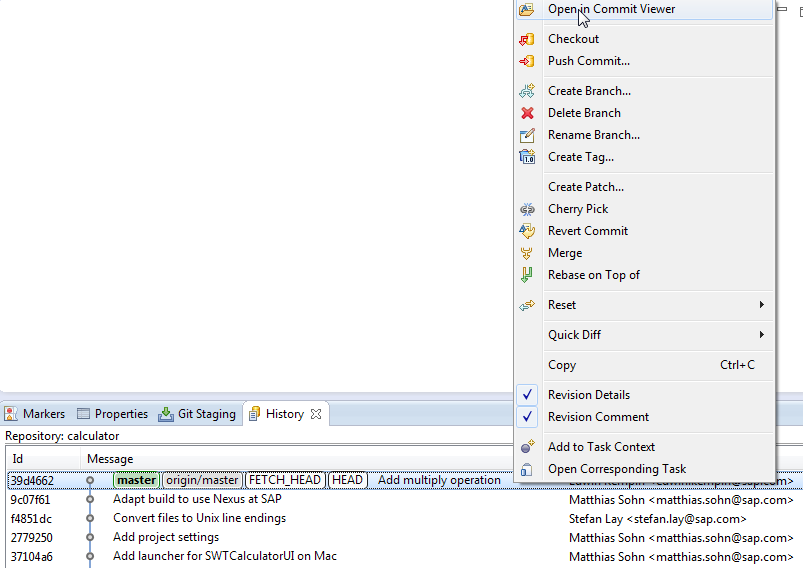 Open in Commit Viewer
Checkout
Push Commit...
Create Branch...
Delete Branch
Rename Branch...
Create Tag...
Create Patch...
Cherry Pick
Revert Commit
Merge
Rebase on Top of
Reset
Quick Diff
Copy Ctrl+C
Revision Details
Revision Comment
Add to Task Context
Open Corresponding Task
Markers Properties Git Staging History
Repository: calculator
Id Message
39d4662 master origin/master FETCH_HEAD HEAD Add multiply operation
9c07f61 Adapt build to use Nexus at SAP Matthias Sohn <matthias.sohn@sap.com>
f4851dc Convert files to Unix line endings Stefan Lay <stefan.lay@sap.com>
2779250 Add project settings Matthias Sohn <matthias.sohn@sap.com>
37104a6 Add launcher for SWTCalculatorUI on Mac Matthias Sohn <matthias.sohn@sap.com>